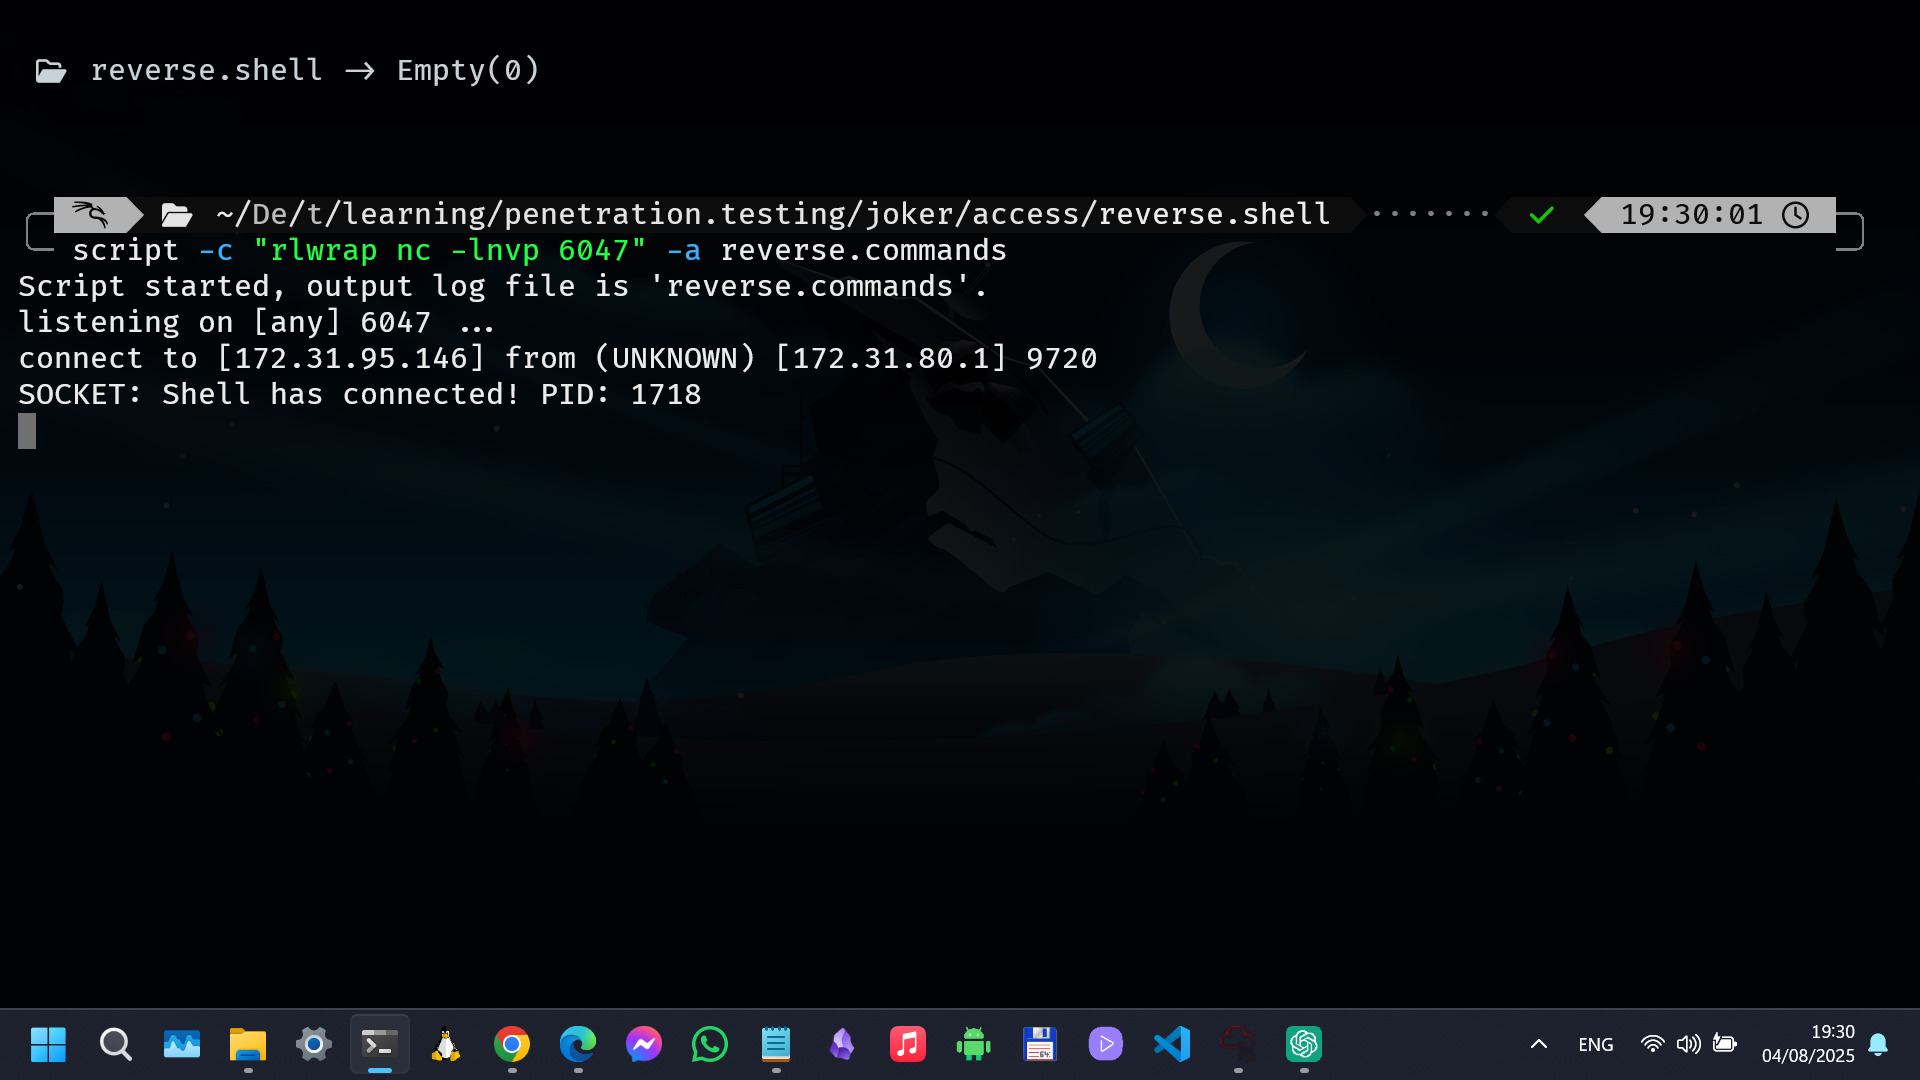 reverse.shell → Empty(0)
~/De/t/learning/penetration.testing/joker/access/reverse.shell ······· ✓ 19:30:01
script -c "rlwrap nc -lnvp 6047" -a reverse.commands
Script started, output log file is 'reverse.commands'.
listening on [any] 6047 ...
connect to [172.31.95.146] from (UNKNOWN) [172.31.80.1] 9720
SOCKET: Shell has connected! PID: 1718
64
ENG
19:30
04/08/2025